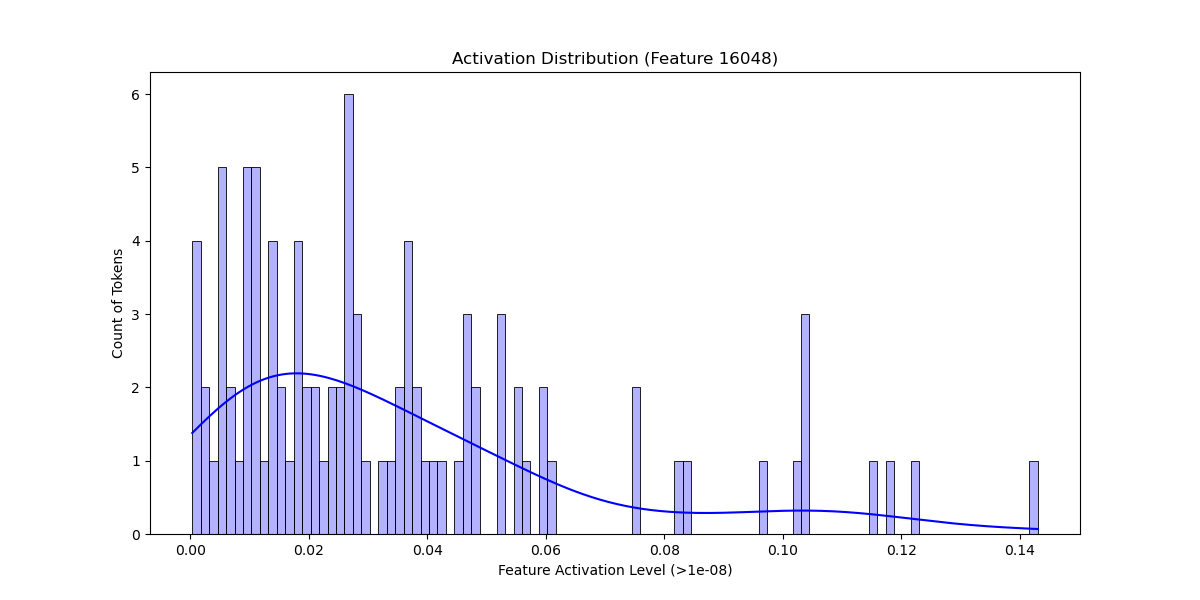 Activation Distribution (Feature 16048)
Count of Tokens
6
5
4
3
2
1
0
0.00 0.02 0.04 0.06 0.08 0.10 0.12 0.14
Feature Activation Level (>1e-08)